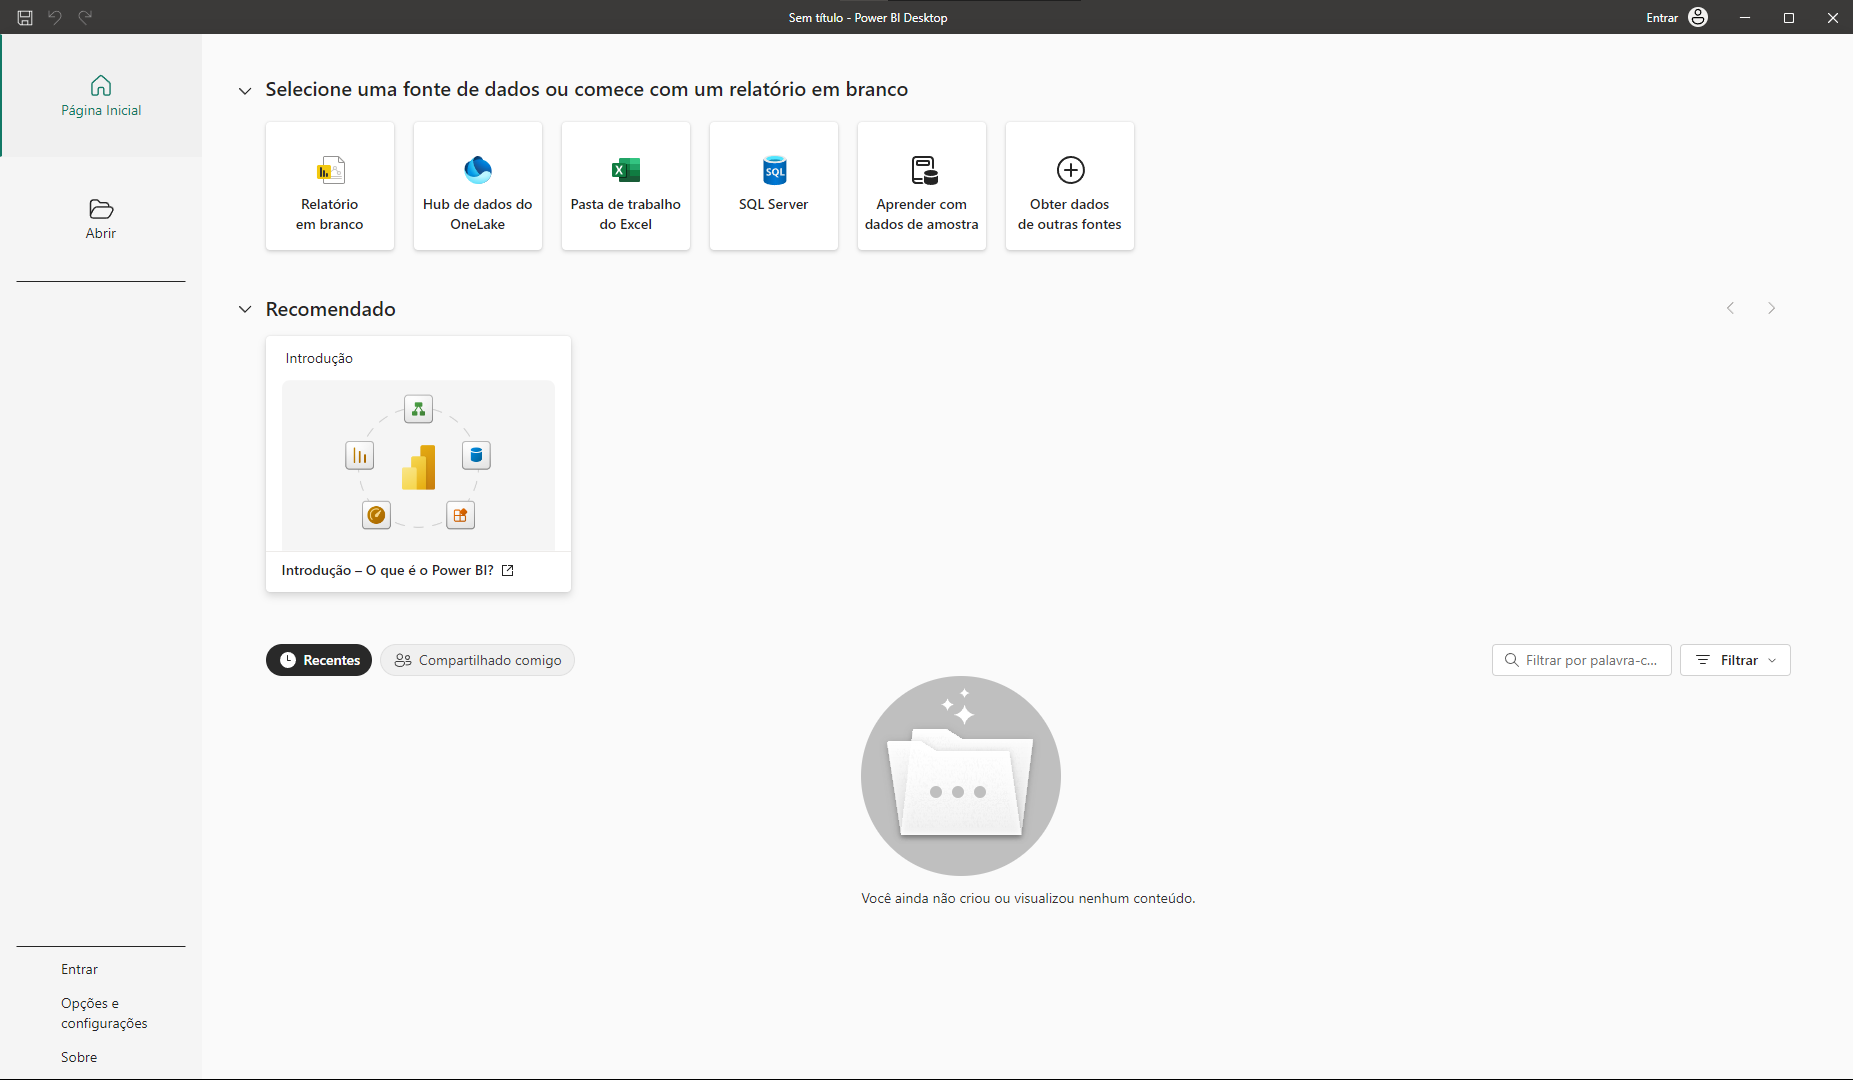 Sem título - Power BI Desktop
Entrar
Página Inicial
Abrir
Selecione uma fonte de dados ou comece com um relatório em branco
Relatório
em branco
Hub de dados do
OneLake
Pasta de trabalho
do Excel
SQL
SQL Server
Aprender com
dados de amostra
Obter dados
de outras fontes
Recomendado
Introdução
Introdução – O que é o Power BI?
Recentes
Compartilhado comigo
Filtrar por palavra-c...
Filtrar
Você ainda não criou ou visualizou nenhum conteúdo.
Entrar
Opções e
configurações
Sobre